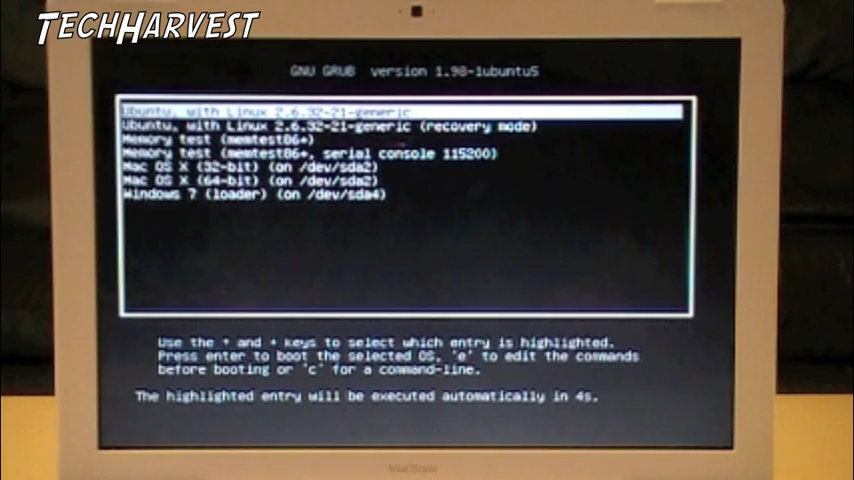 TECHHARVEST
GNU GRUB version 1.98-1ubuntu5
Ubuntu, with Linux 2.6.32-21-generic
Ubuntu, with Linux 2.6.32-21-generic (recovery mode)
Memory test (memtest86+)
Memory test (memtest86+, serial console 115200)
Mac OS X (32-bit) (on /dev/sda2)
Mac OS X (64-bit) (on /dev/sda2)
Windows 7 (loader) (on /dev/sda4)
Use the and keys to select which entry is highlighted.
Press enter to boot the selected OS, 'e' to edit the commands
before booting or 'c' for a command-line.
The highlighted entry will be executed automatically in 4s.
MacBook